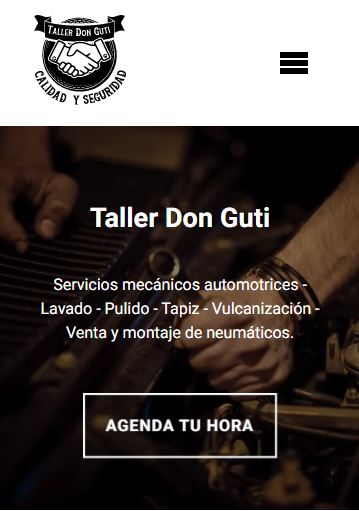 TALLER DON GUTI
CALIDAD Y SEGURIDAD
Taller Don Guti
Servicios mecánicos automotrices -
Lavado - Pulido - Tapiz - Vulcanización -
Venta y montaje de neumáticos.
AGENDA TU HORA